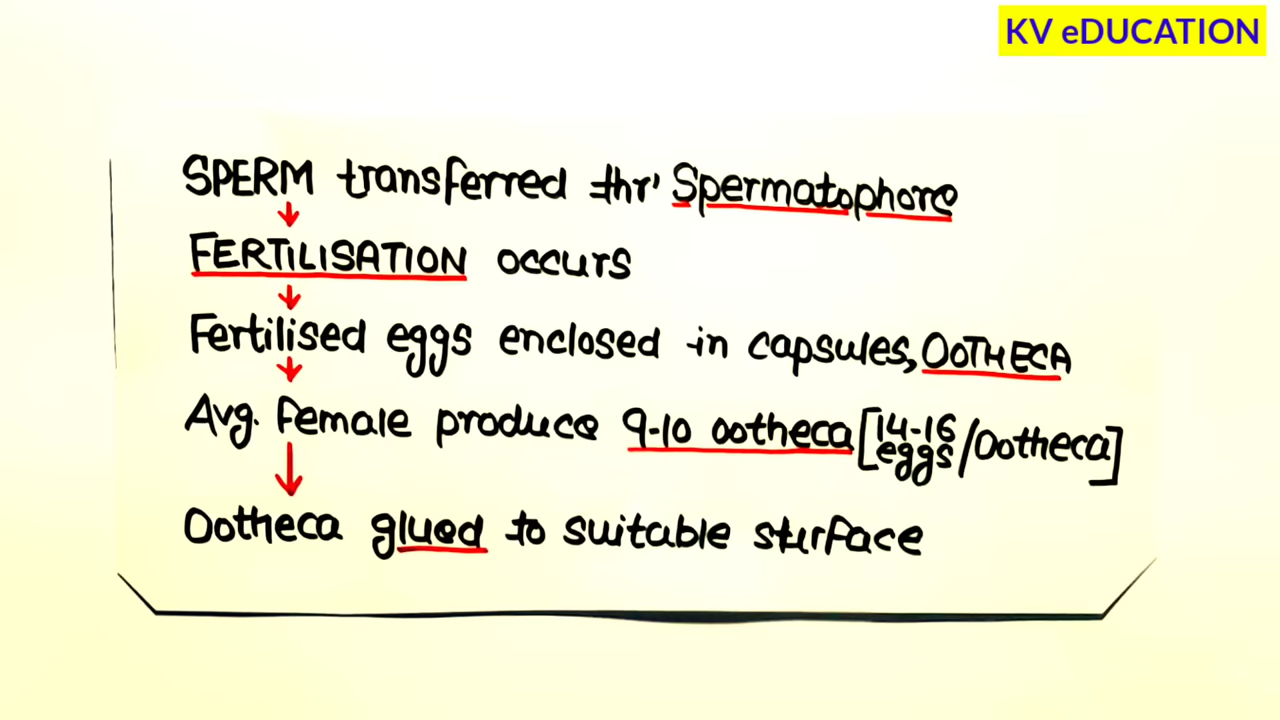 KV eDUCATION
SPERM transferred thr' Spermatophore
FERTILISATION occurs
Fertilised eggs enclosed in capsules, OOTHECA
Avg. Female produce 9-10 ootheca [14-16 eggs/Ootheca]
Ootheca glued to suitable surface